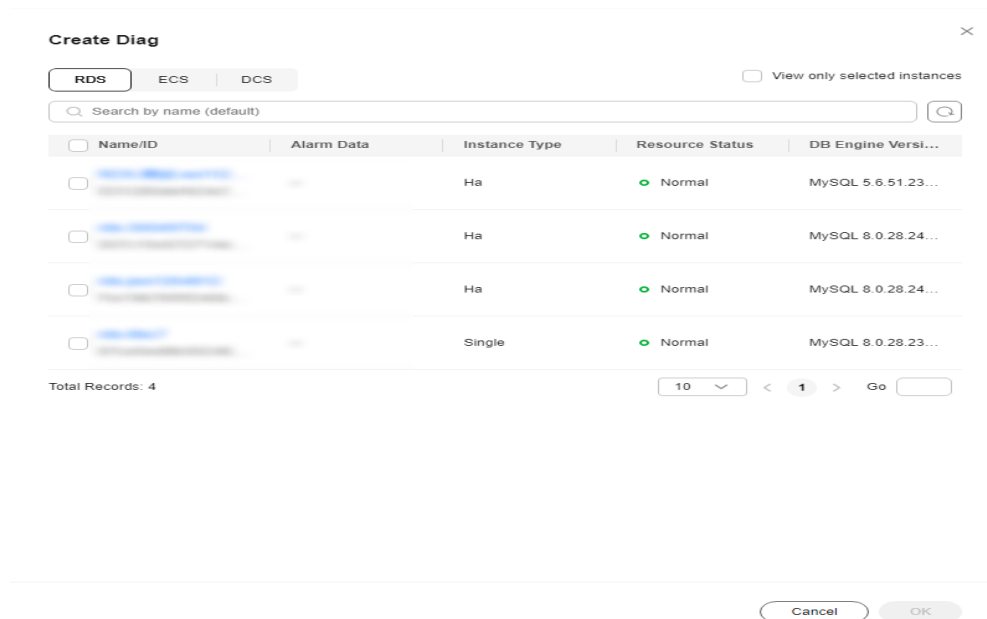 Create Diag
RDS ECS DCS View only selected instances
Search by name (default)
Name/ID Alarm Data Instance Type Resource Status DB Engine Versi...
Ha Normal MySQL 5.6.51.23...
Ha Normal MySQL 8.0.28.24...
Ha Normal MySQL 8.0.28.24...
Single Normal MySQL 8.0.28.23...
Total Records: 4 10 < 1 > Go
Cancel OK